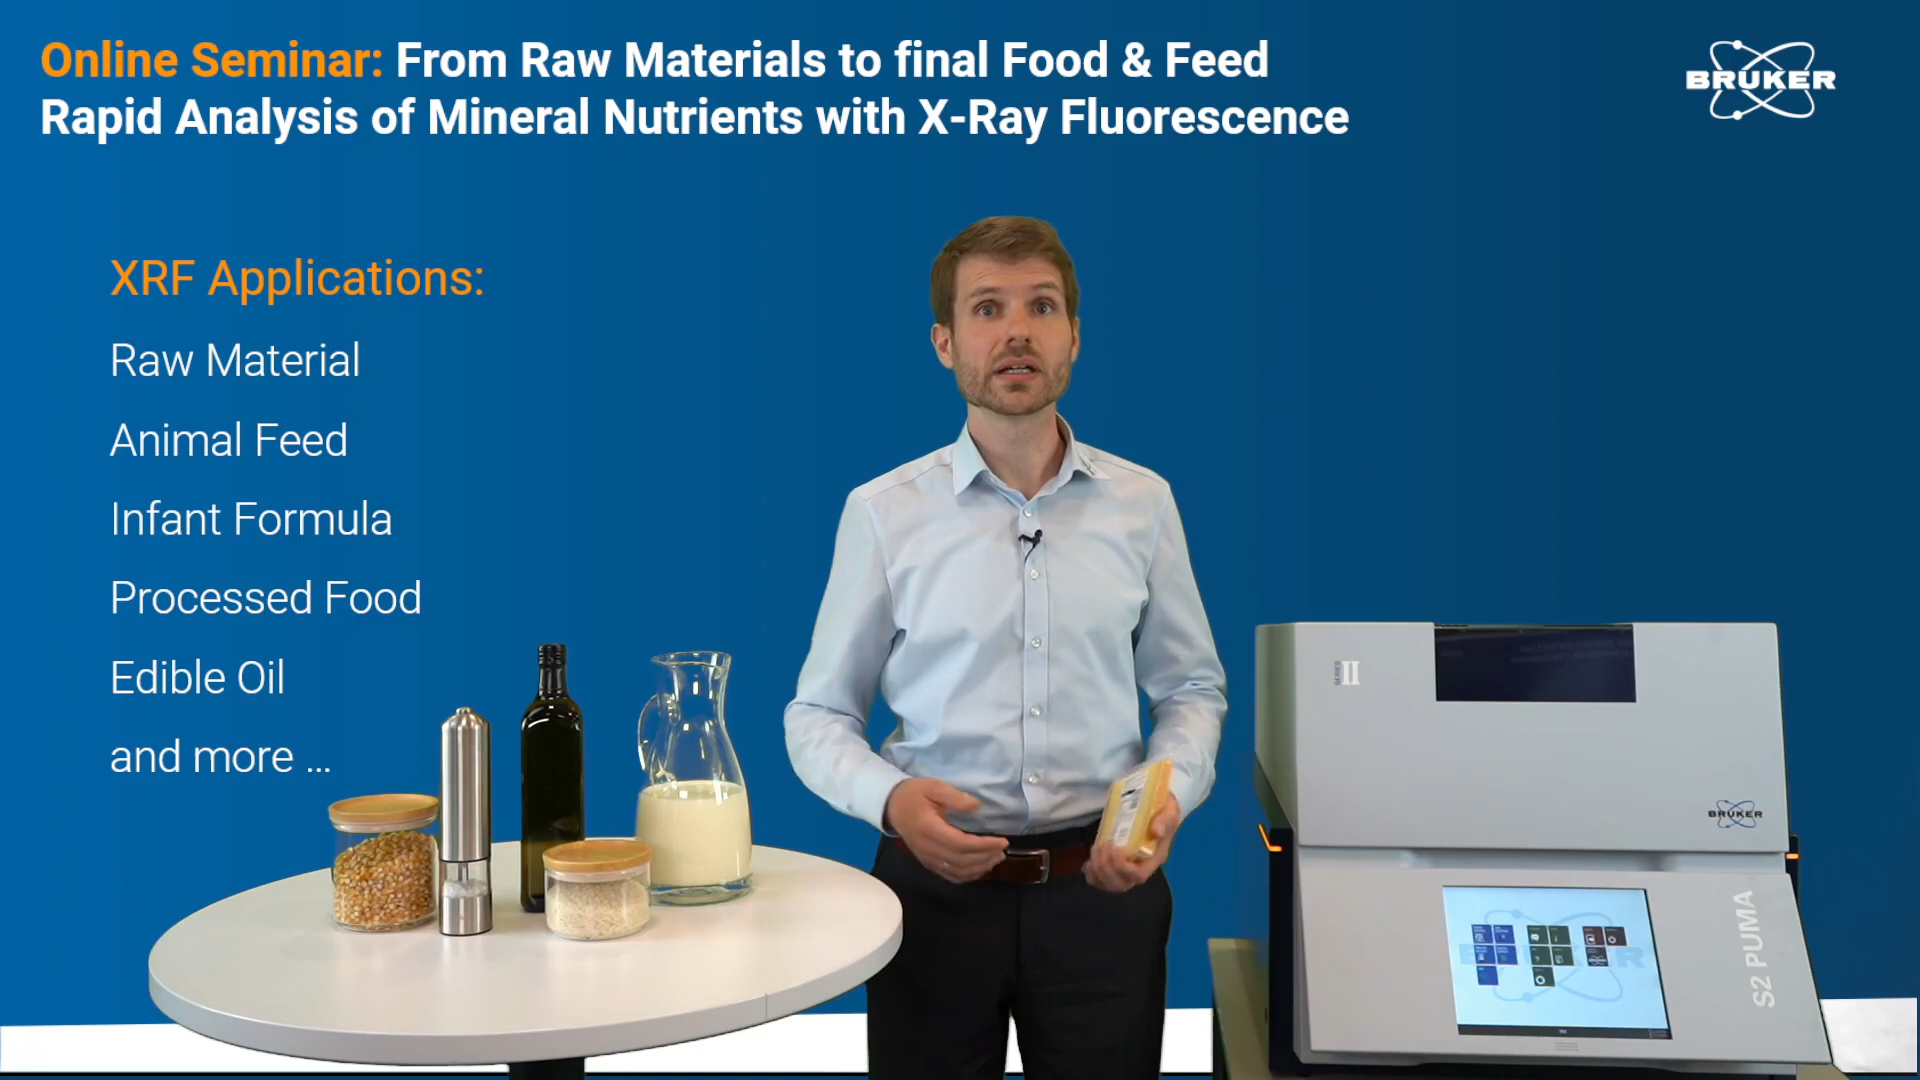 Online Seminar: From Raw Materials to final Food & Feed
Rapid Analysis of Mineral Nutrients with X-Ray Fluorescence
BRUKER
XRF Applications:
Raw Material
Animal Feed
Infant Formula
Processed Food
Edible Oil
and more ...
SERIES II
BRUKER
S2 PUMA